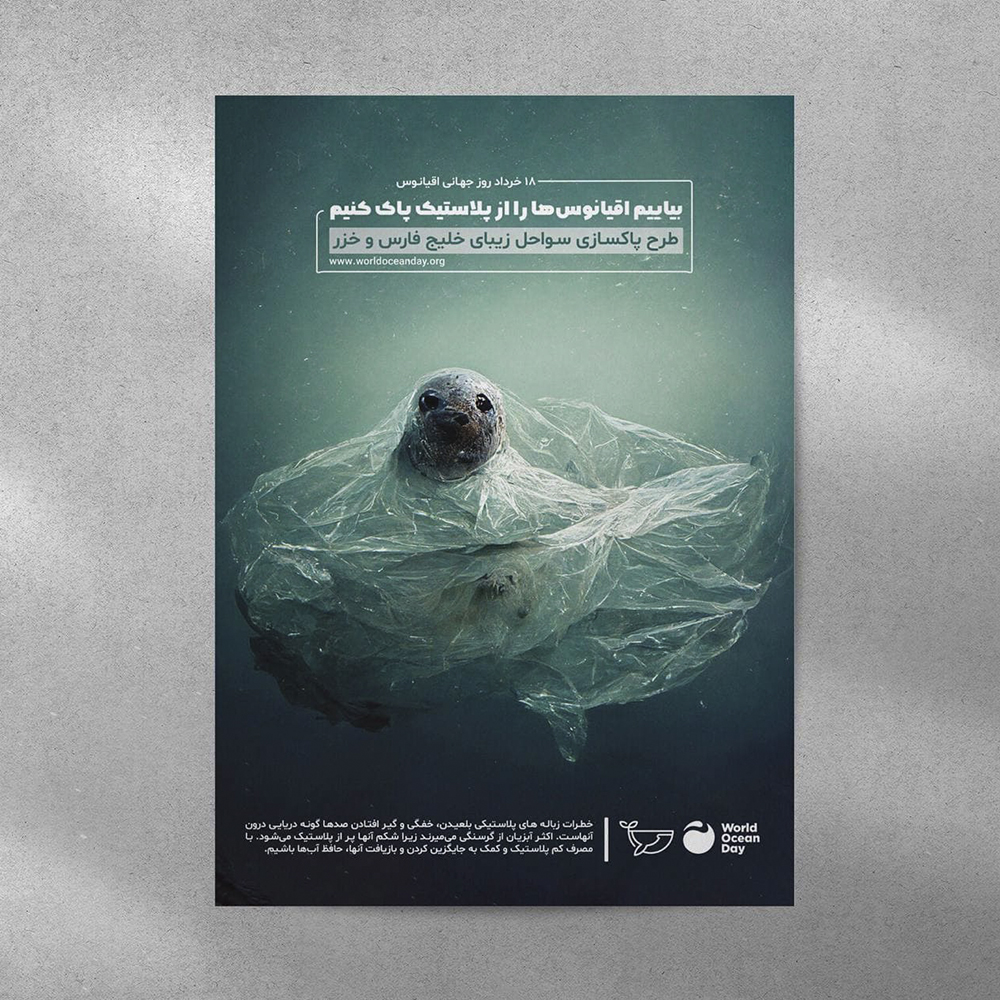 ۱۸ خرداد روز جهانی اقیانوس
بیاییم اقیانوس‌ها را از پلاستیک پاک کنیم
طرح پاکسازی سواحل زیبای خلیج فارس و خزر
www.worldoceanday.org
خطرات زباله های پلاستیکی بلعیدن، خفگی و گیر افتادن صدها گونه دریایی درون
آنهاست. اکثر آبزیان از گرسنگی می‌میرند زیرا شکم آنها پر از پلاستیک می‌شود. با
مصرف کم پلاستیک و کمک به جایگزین کردن و بازیافت آنها، حافظ آب‌ها باشیم.
World
Ocean
Day